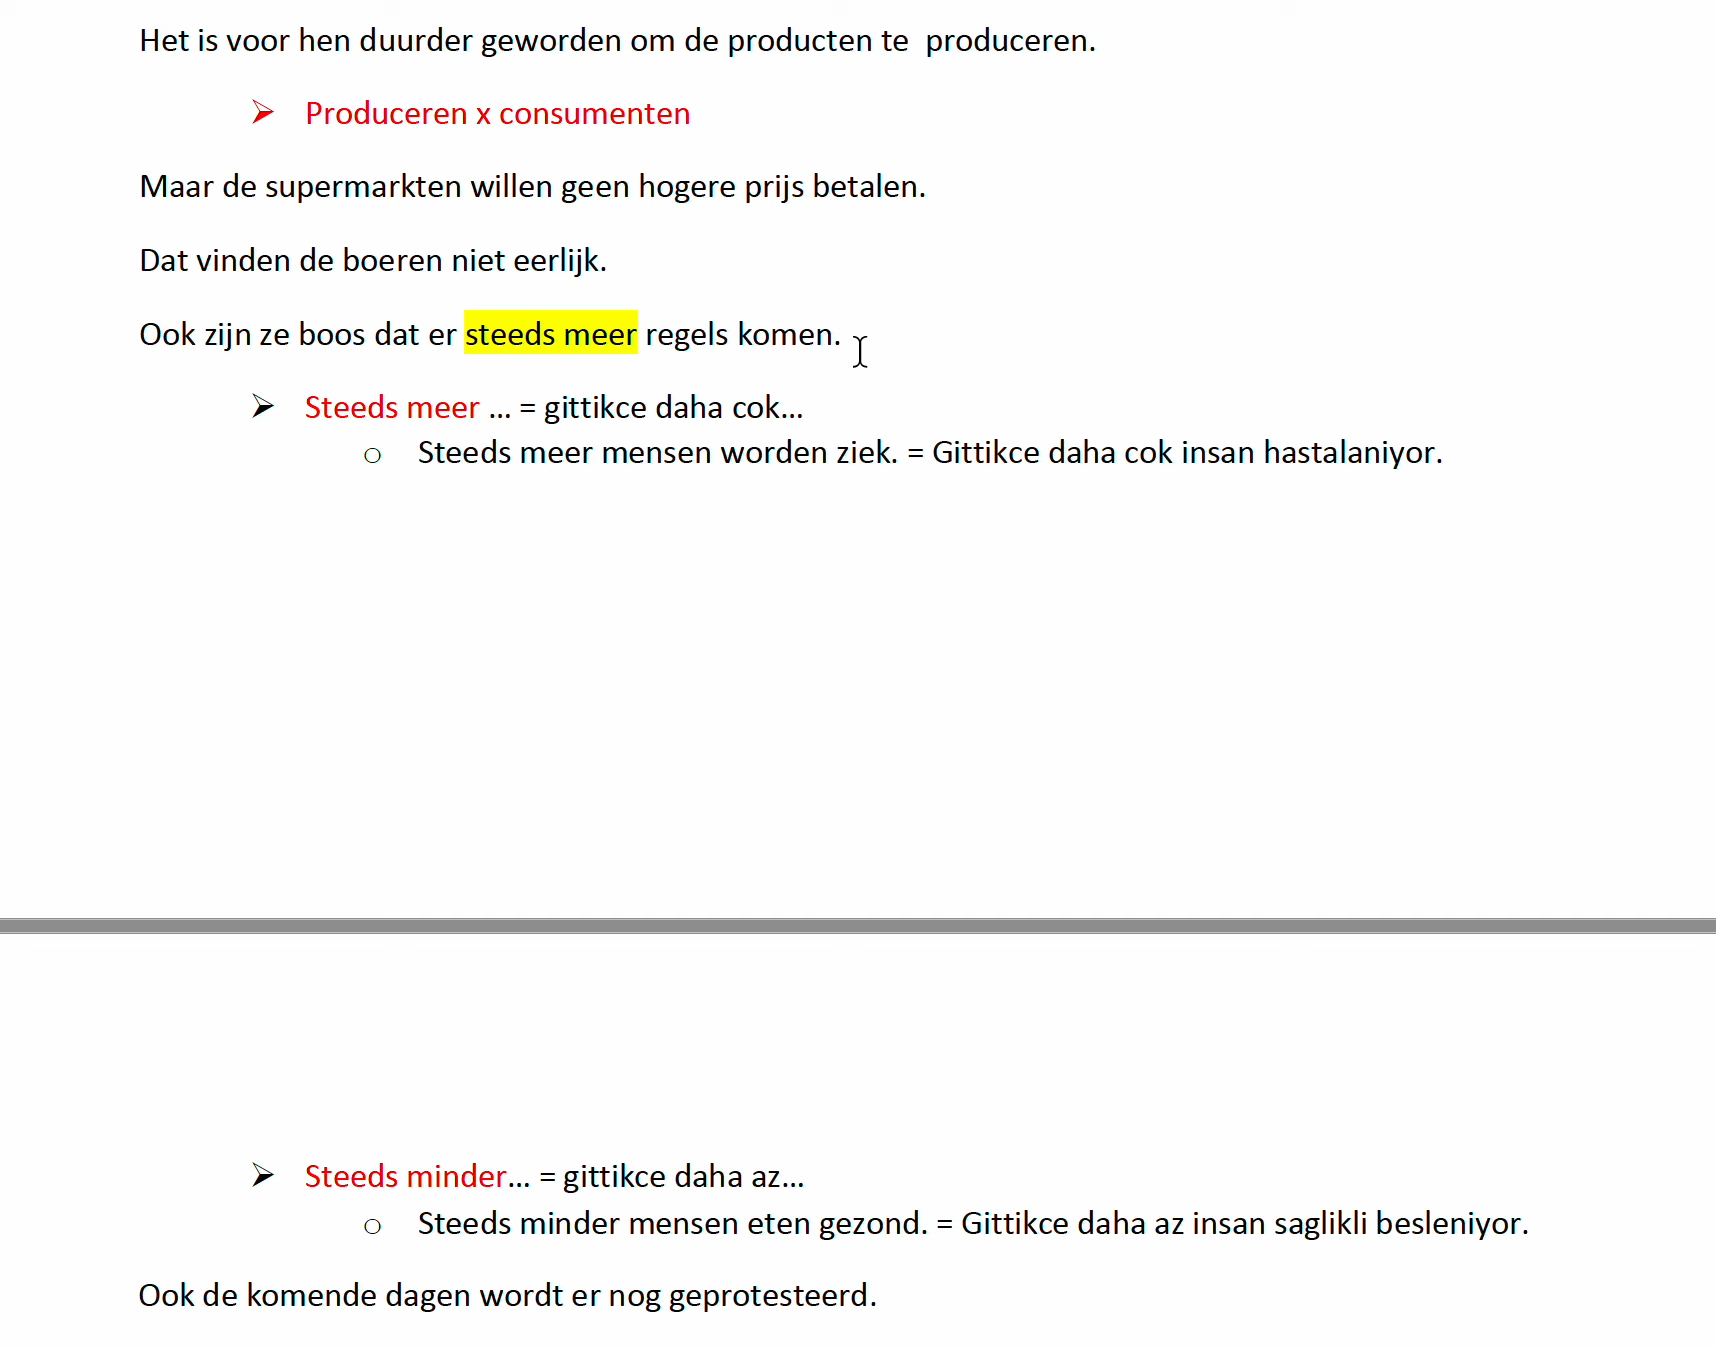 Het is voor hen duurder geworden om de producten te  produceren.
Produceren x consumenten
Maar de supermarkten willen geen hogere prijs betalen.
Dat vinden de boeren niet eerlijk.
Ook zijn ze boos dat er steeds meer regels komen.
Steeds meer ... = gittikce daha cok...
Steeds meer mensen worden ziek. = Gittikce daha cok insan hastalaniyor.
Steeds minder... = gittikce daha az...
Steeds minder mensen eten gezond. = Gittikce daha az insan saglikli besleniyor.
Ook de komende dagen wordt er nog geprotesteerd.